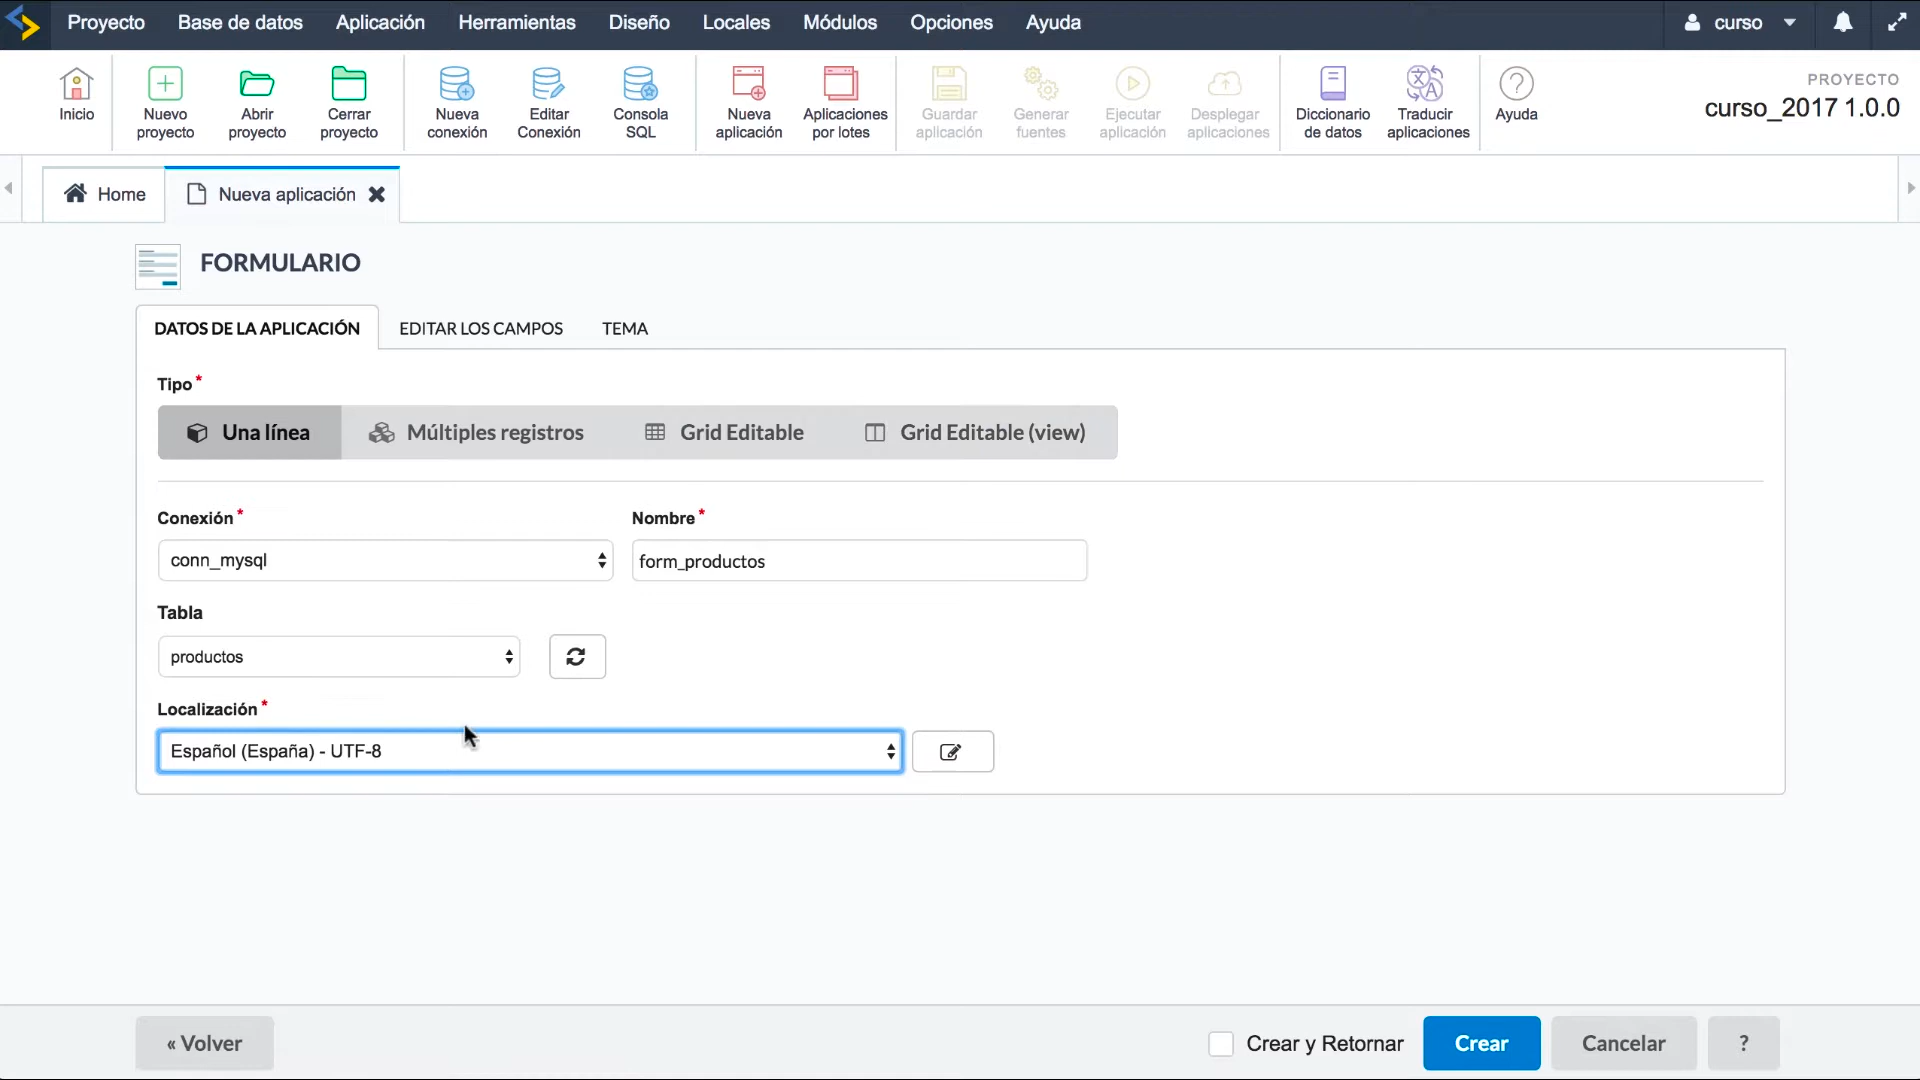 Proyecto Base de datos Aplicación Herramientas Diseño Locales Módulos Opciones Ayuda curso
Inicio
Nuevo proyecto
Abrir proyecto
Cerrar proyecto
Nueva conexión
Editar Conexión
Consola SQL
Nueva aplicación
Aplicaciones por lotes
Guardar aplicación
Generar fuentes
Ejecutar aplicación
Desplegar aplicaciones
Diccionario de datos
Traducir aplicaciones
Ayuda
PROYECTO
curso_2017 1.0.0
Home
Nueva aplicación
FORMULARIO
DATOS DE LA APLICACIÓN EDITAR LOS CAMPOS TEMA
Tipo*
Una línea Múltiples registros Grid Editable Grid Editable (view)
Conexión* Nombre*
conn_mysql form_productos
Tabla
productos
Localización*
Español (España) - UTF-8
« Volver Crear y Retornar Crear Cancelar ?